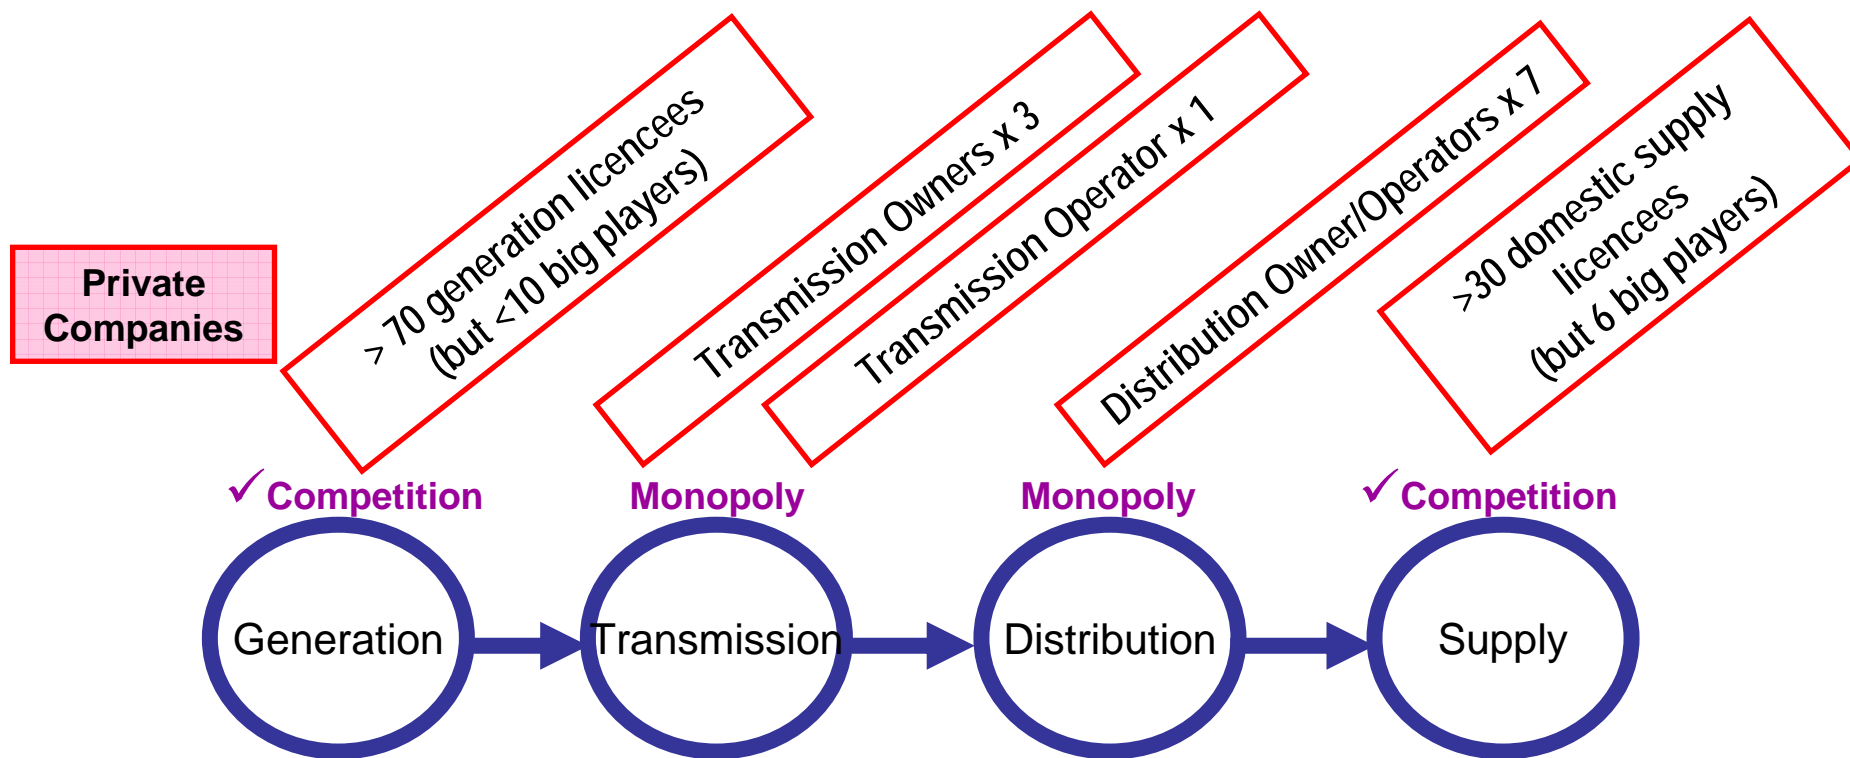 Private
Companies
> 70 generation licencees
(but <10 big players)
Transmission Owners x 3
Transmission Operator x 1
Distribution Owner/Operators x 7
>30 domestic supply
licencees
(but 6 big players)
✓Competition
Monopoly
Monopoly
✓Competition
Generation
Transmission
Distribution
Supply